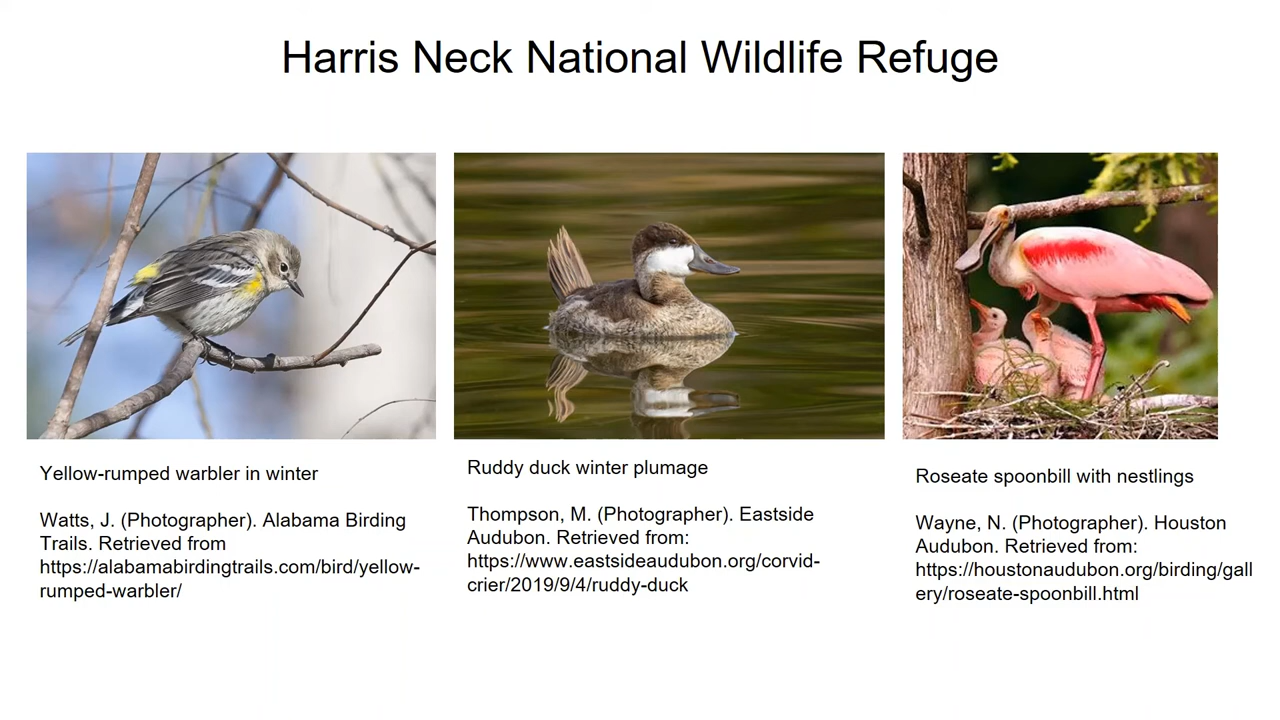 Harris Neck National Wildlife Refuge
Yellow-rumped warbler in winter
Watts, J. (Photographer). Alabama Birding
Trails. Retrieved from
https://alabamabirdingtrails.com/bird/yellow-
rumped-warbler/
Ruddy duck winter plumage
Thompson, M. (Photographer). Eastside
Audubon. Retrieved from:
https://www.eastsideaudubon.org/corvid-
crier/2019/9/4/ruddy-duck
Roseate spoonbill with nestlings
Wayne, N. (Photographer). Houston
Audubon. Retrieved from:
https://houstonaudubon.org/birding/gall
ery/roseate-spoonbill.html